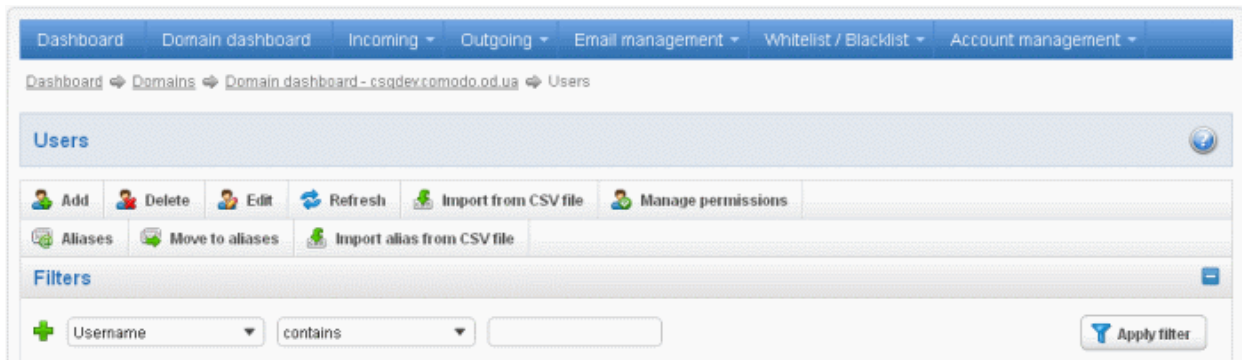 Dashboard Domain dashboard Incoming Outgoing Email management Whitelist / Blacklist Account management
Dashboard Domains Domain dashboard - csqdev.comodo.od.ua Users
Users
Add Delete Edit Refresh Import from CSV file Manage permissions
Aliases Move to aliases Import alias from CSV file
Filters
Username contains Apply filter